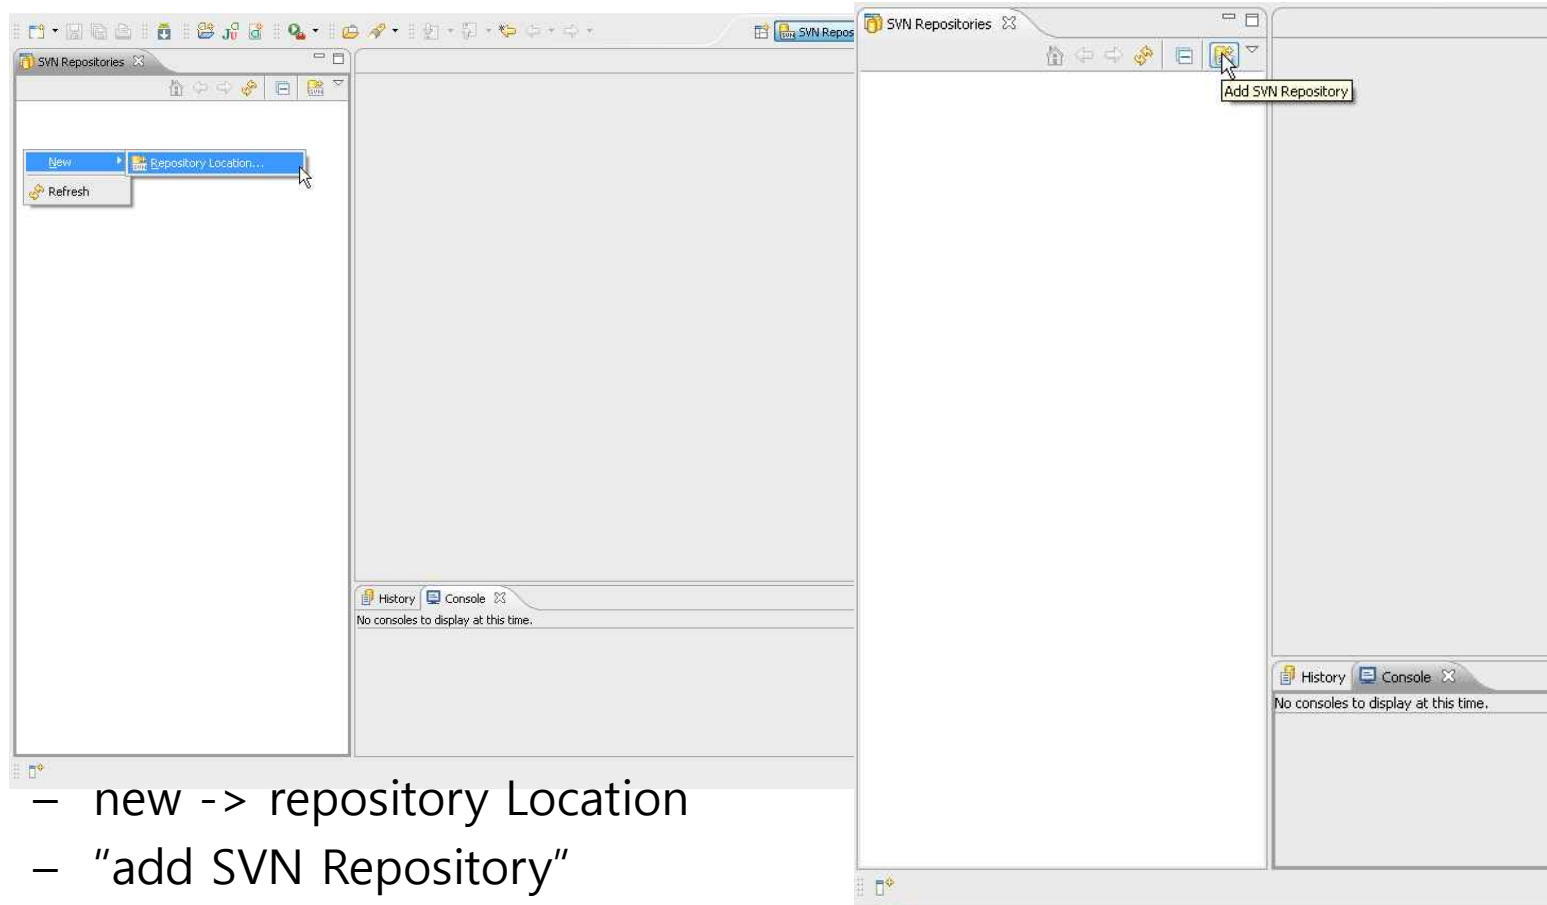 SVN Repos
SVN Repositories
New
Repository Location...
Refresh
History
Console
No consoles to display at this time.
SVN Repositories
Add SVN Repository
History
Console
No consoles to display at this time.
– new -> repository Location
– "add SVN Repository"